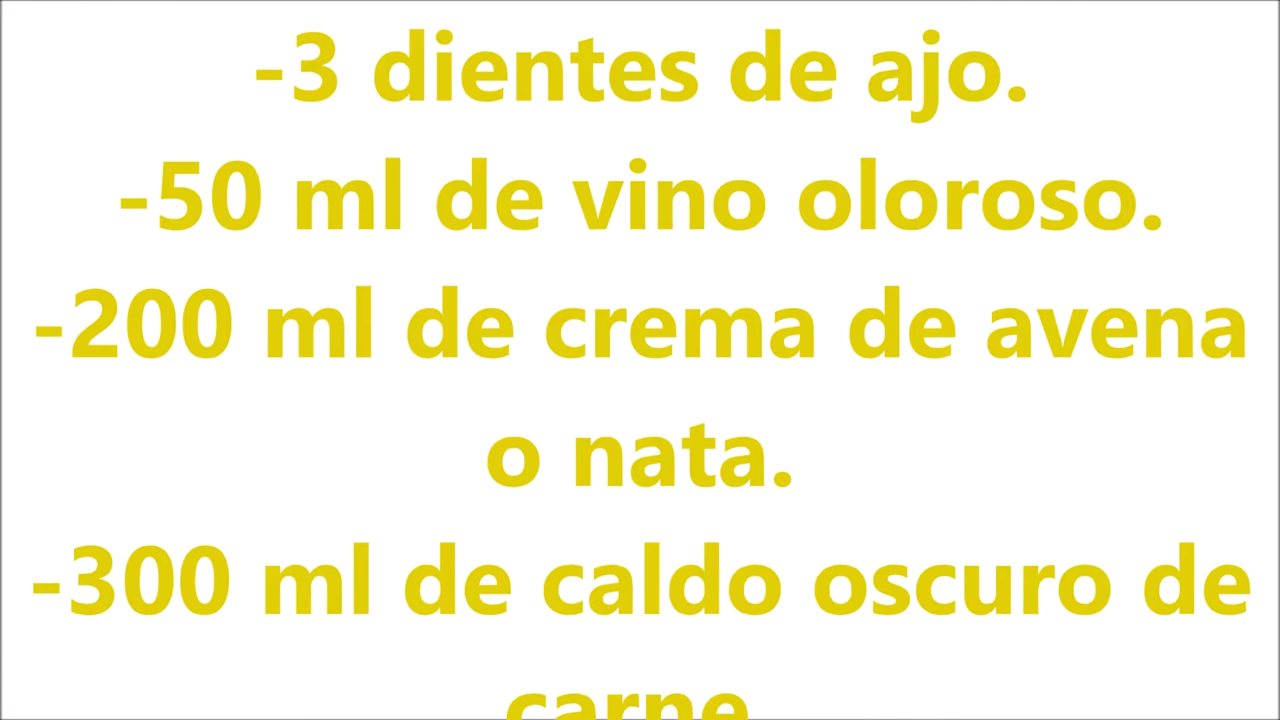 -3 dientes de ajo.
-50 ml de vino oloroso.
-200 ml de crema de avena
o nata.
-300 ml de caldo oscuro de
carne